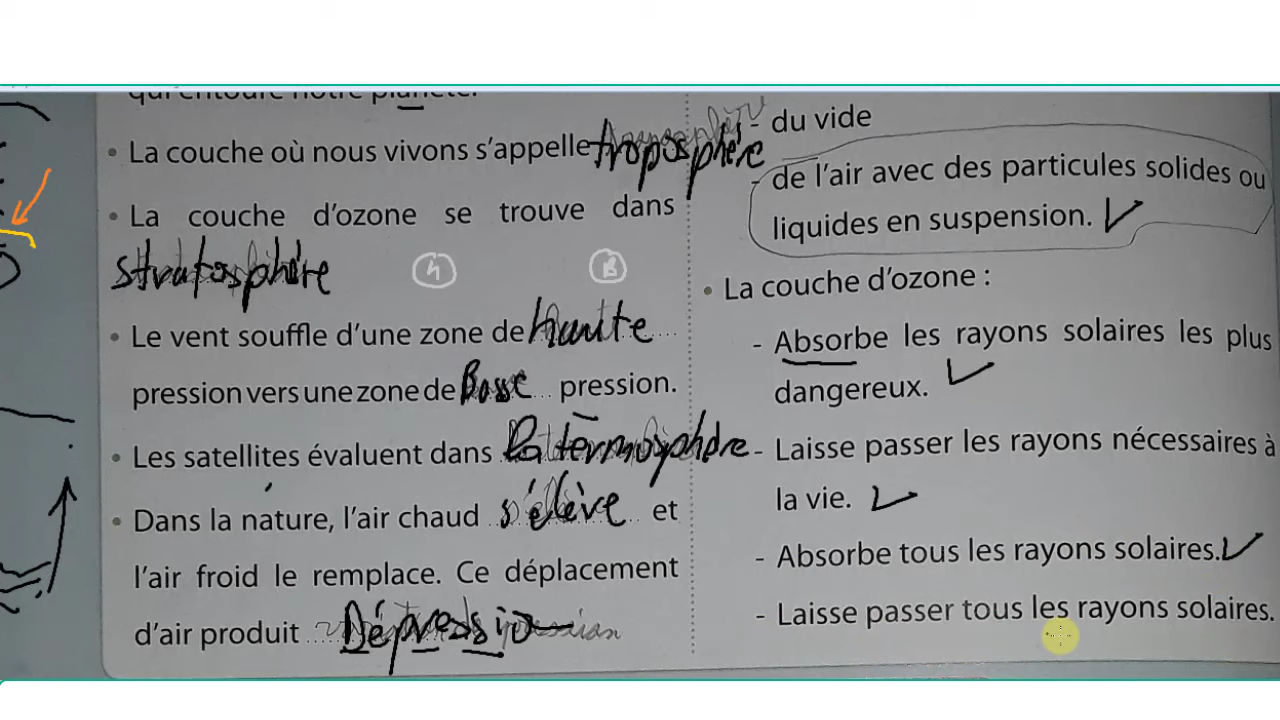 qui entoure notre planète.
• La couche où nous vivons s'appelle troposphère
• La couche d'ozone se trouve dans
stratosphère
H B
• Le vent souffle d'une zone de haute
pression vers une zone de Basse pression.
• Les satellités évaluent dans la tèrmosphère
• Dans la nature, l'air chaud s'élève et
l'air froid le remplace. Ce déplacement
d'air produit Dépression
- du vide
- de l'air avec des particules solides ou
liquides en suspension.
• La couche d'ozone :
- Absorbe les rayons solaires les plus
dangereux.
- Laisse passer les rayons nécessaires à
la vie.
- Absorbe tous les rayons solaires.
- Laisse passer tous les rayons solaires.